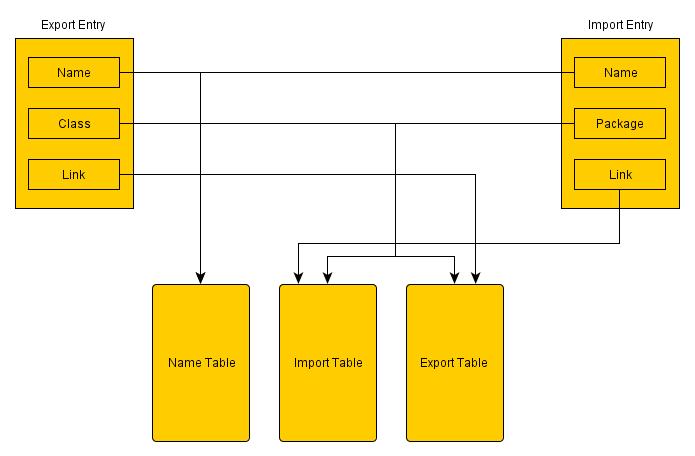 Export Entry
Import Entry
Name
Name
Class
Package
Link
Link
Name Table
Import Table
Export Table